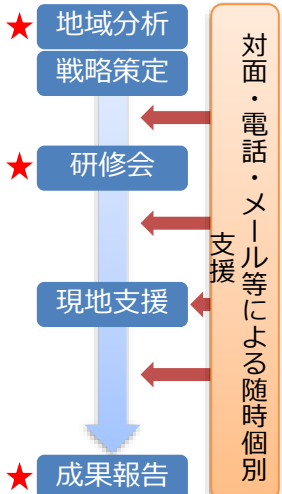 ★ 地域分析
戦略策定
★ 研修会
現地支援
★ 成果報告
対面・電話・メール等による随時個別
支援